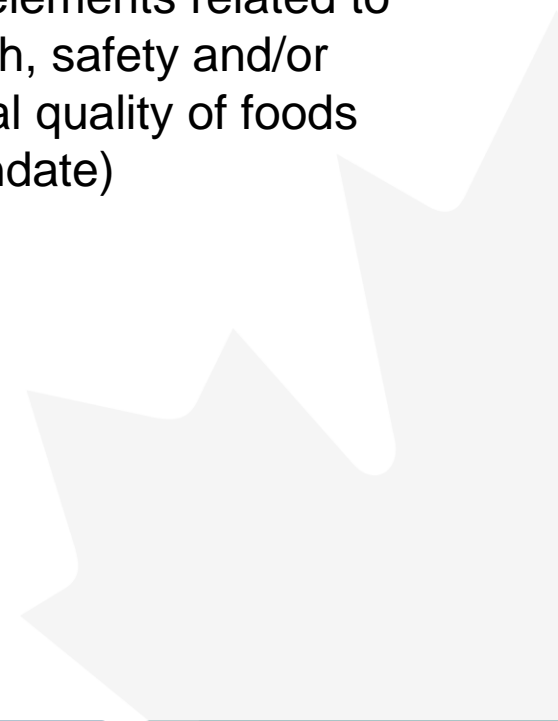 elements related to
h, safety and/or
al quality of foods
ndate)